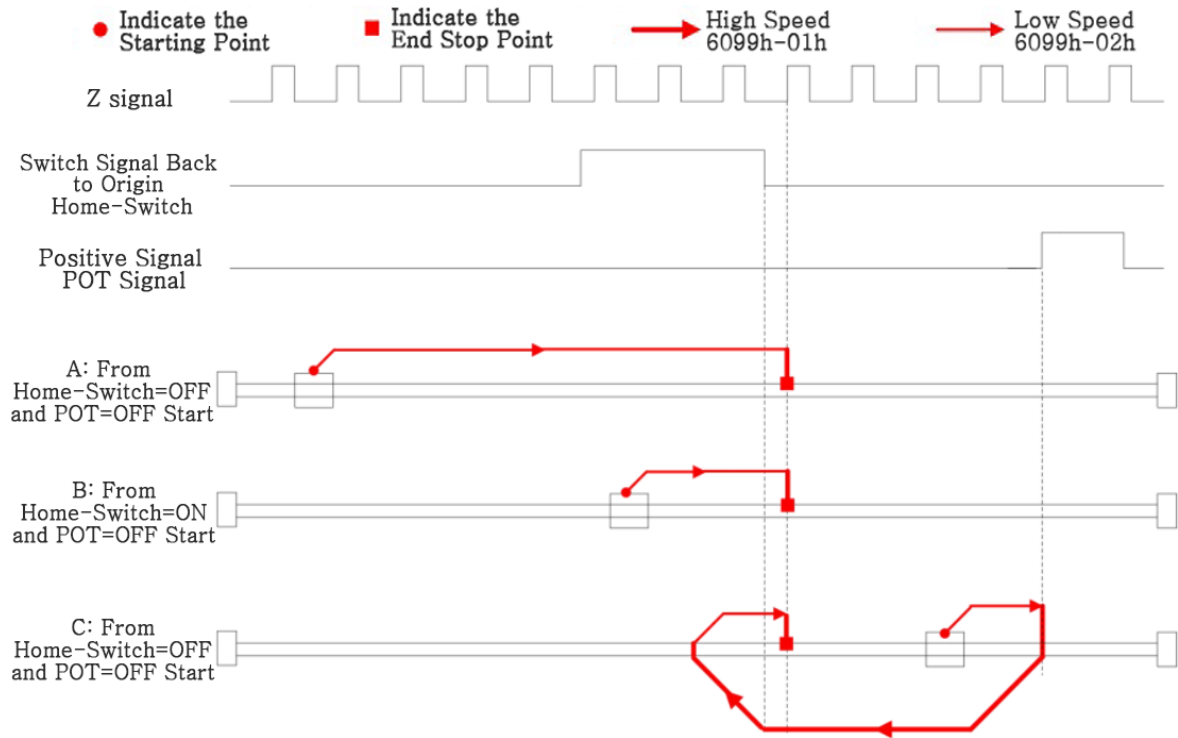 Indicate the
Starting Point
Indicate the
End Stop Point
High Speed
6099h-01h
Low Speed
6099h-02h
Z signal
Switch Signal Back
to Origin
Home-Switch
Positive Signal
POT Signal
A: From
Home-Switch=OFF
and POT=OFF Start
B: From
Home-Switch=ON
and POT=OFF Start
C: From
Home-Switch=OFF
and POT=OFF Start